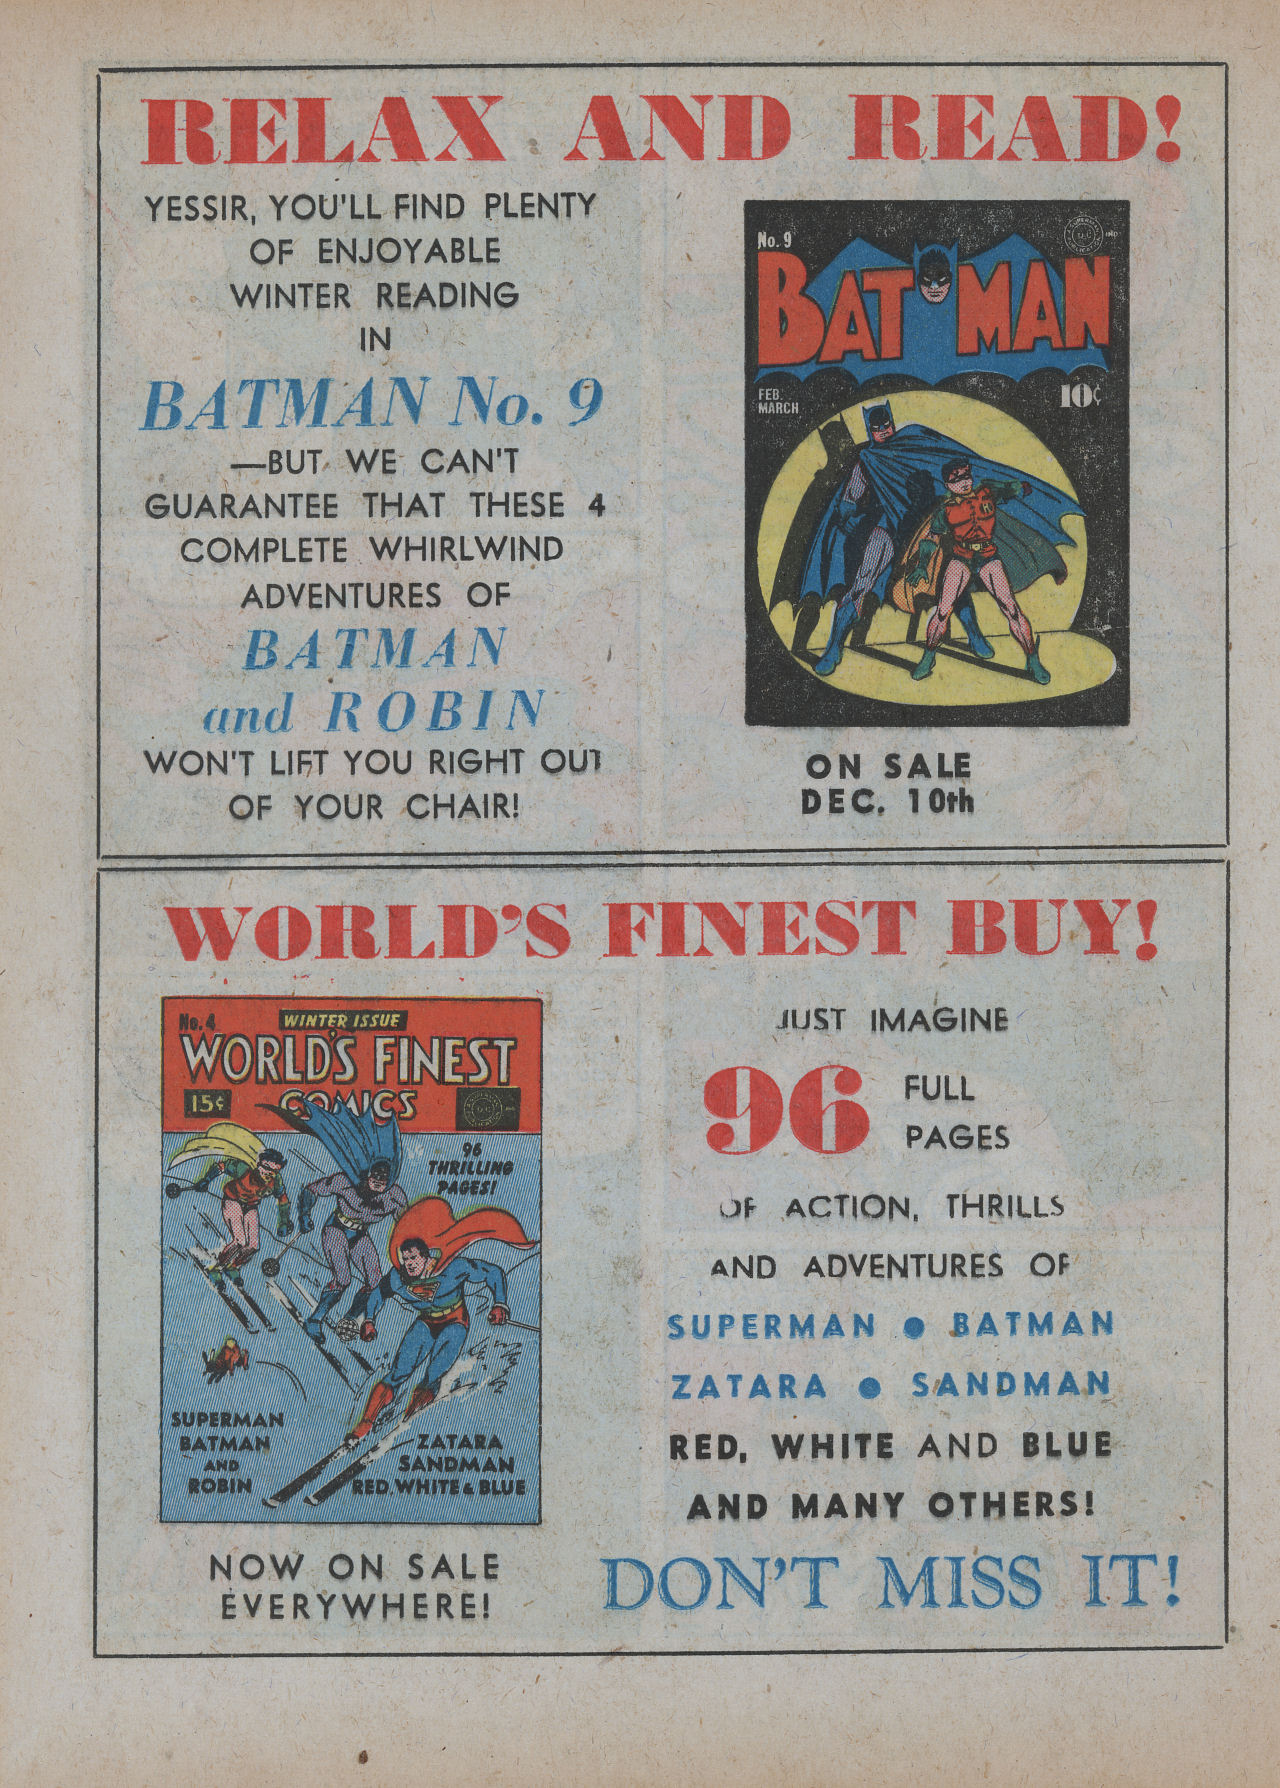 RELAX AND READ!
YESSIR, YOU'LL FIND PLENTY
OF ENJOYABLE
WINTER READING
IN
BATMAN No. 9
—BUT WE CAN'T
GUARANTEE THAT THESE 4
COMPLETE WHIRLWIND
ADVENTURES OF
BATMAN
and ROBIN
WON'T LIFT YOU RIGHT OUT
OF YOUR CHAIR!
No. 9
BATMAN
FEB.
MARCH
10¢
R
ON SALE
DEC. 10th
WORLD'S FINEST BUY!
No. 4
WINTER ISSUE
WORLD'S FINEST
COMICS
15¢
96
THRILLING
PAGES!
SUPERMAN
BATMAN
AND
ROBIN
ZATARA
SANDMAN
RED, WHITE & BLUE
NOW ON SALE
EVERYWHERE!
JUST IMAGINE
96 FULL
PAGES
OF ACTION, THRILLS
AND ADVENTURES OF
SUPERMAN ● BATMAN
ZATARA ● SANDMAN
RED, WHITE AND BLUE
AND MANY OTHERS!
DON'T MISS IT!